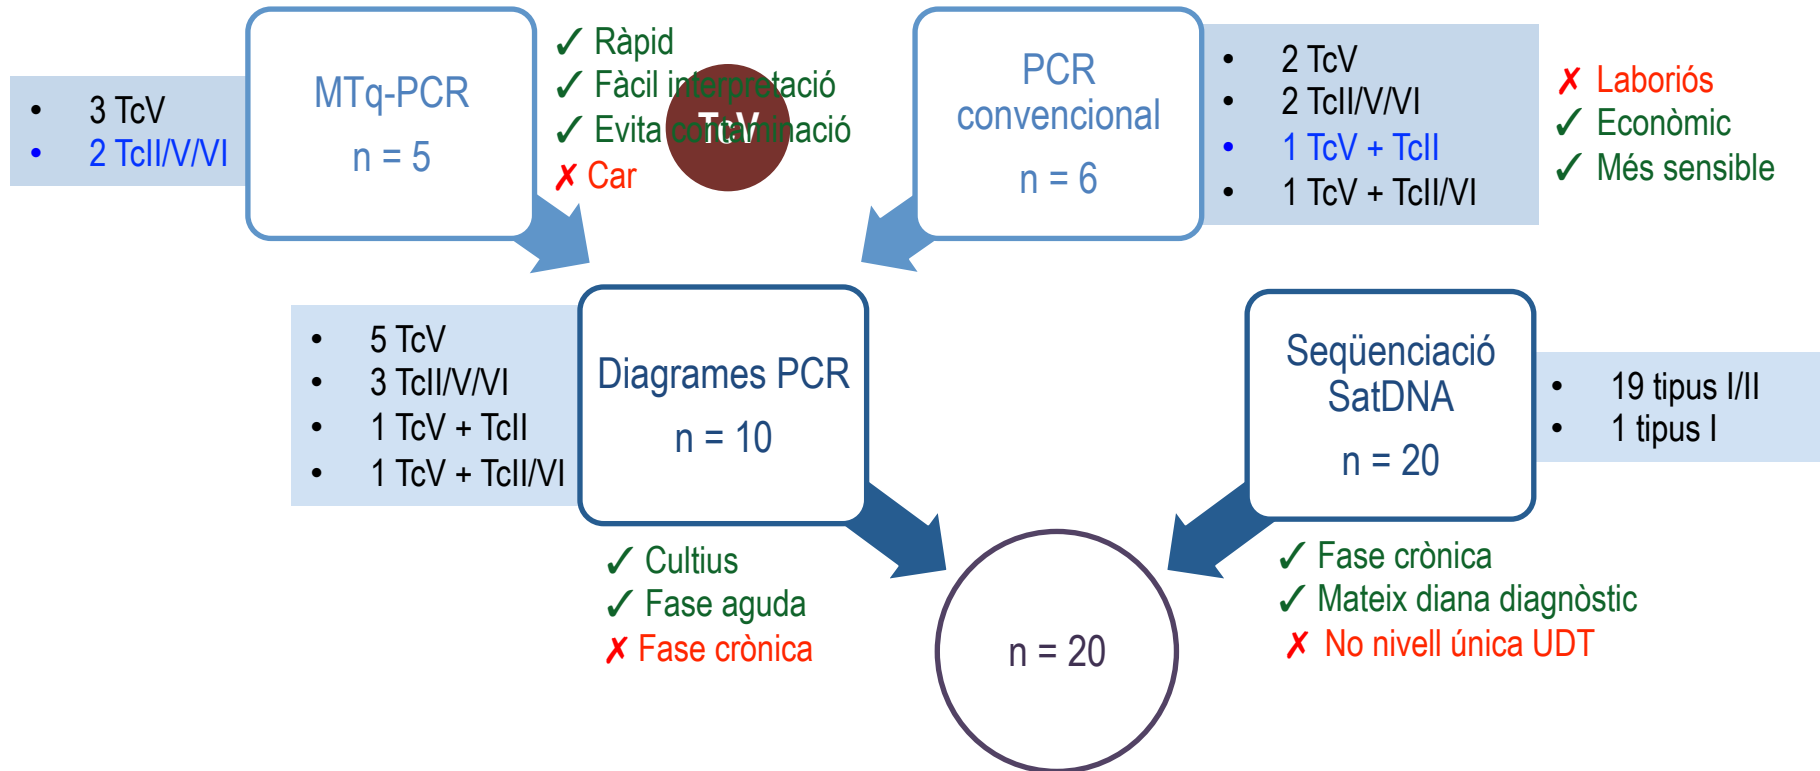 • 3 TcV
• 2 TcII/V/VI
MTq-PCR
n = 5
✓ Ràpid
✓ Fàcil interpretació
✓ Evita contaminació
✗ Car
TcV
PCR
convencional
n = 6
• 2 TcV
• 2 TcII/V/VI
• 1 TcV + TcII
• 1 TcV + TcII/VI
✗ Laboriós
✓ Econòmic
✓ Més sensible
• 5 TcV
• 3 TcII/V/VI
• 1 TcV + TcII
• 1 TcV + TcII/VI
Diagrames PCR
n = 10
✓ Cultius
✓ Fase aguda
✗ Fase crònica
Seqüenciació
SatDNA
n = 20
• 19 tipus I/II
• 1 tipus I
✓ Fase crònica
✓ Mateix diana diagnòstic
✗ No nivell única UDT
n = 20